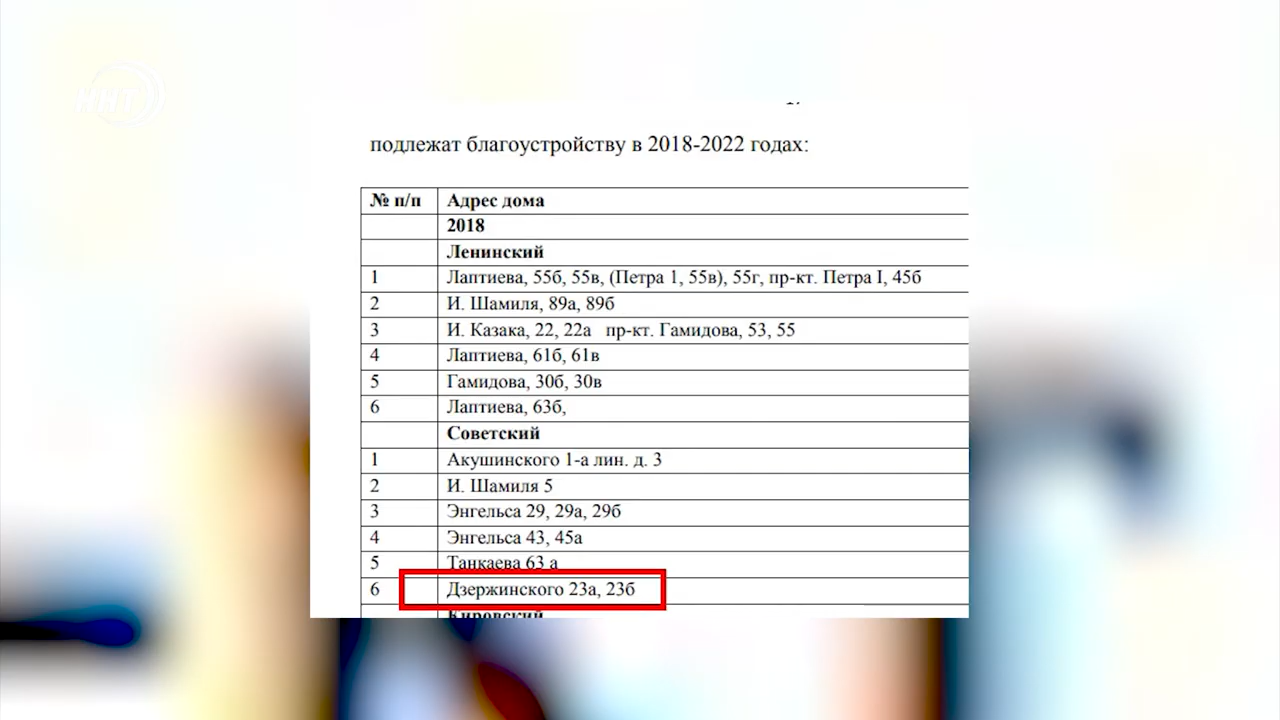 ННТ
подлежат благоустройству в 2018-2022 годах:
№ п/п Адрес дома
2018
Ленинский
1 Лаптиева, 55б, 55в, (Петра 1, 55в), 55г, пр-кт. Петра I, 45б
2 И. Шамиля, 89а, 89б
3 И. Казака, 22, 22а пр-кт. Гамидова, 53, 55
4 Лаптиева, 61б, 61в
5 Гамидова, 30б, 30в
6 Лаптиева, 63б,
Советский
1 Акушинского 1-а лин. д. 3
2 И. Шамиля 5
3 Энгельса 29, 29а, 29б
4 Энгельса 43, 45а
5 Танкаева 63 а
6 Дзержинского 23а, 23б
Кировский